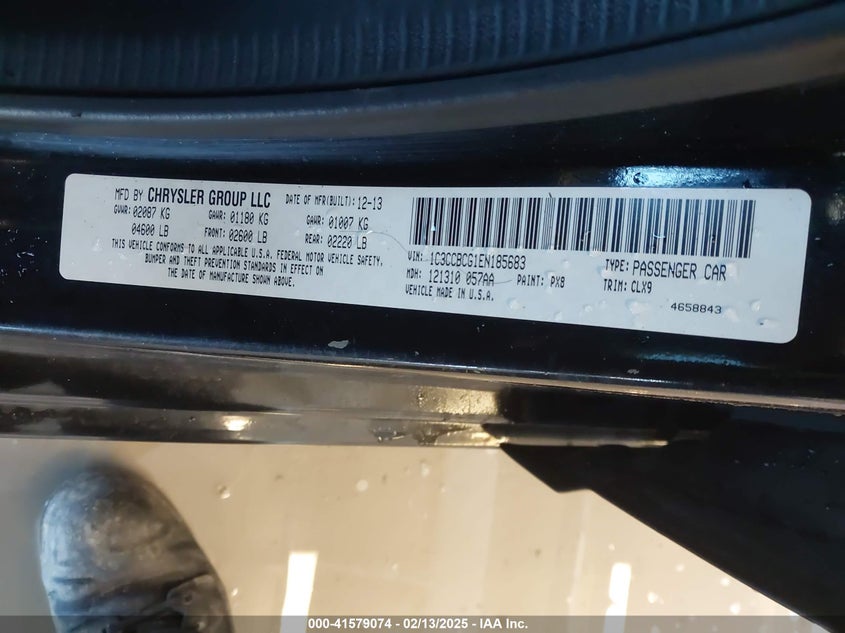 MFD BY CHRYSLER GROUP LLC DATE OF MFR(BUILT):12-13
GVWR: 02087 KG GAWR: 01180 KG GAWR: 01007 KG
04600 LB FRONT: 02600 LB REAR: 02220 LB
THIS VEHICLE CONFORMS TO ALL APPLICABLE U.S.A. FEDERAL MOTOR VEHICLE SAFETY,
BUMPER AND THEFT PREVENTION STANDARDS IN EFFECT ON
THE DATE OF MANUFACTURE SHOWN ABOVE.
VIN: 1C3CCBCG1EN185683 TYPE: PASSENGER CAR
MDH: 121310 057AA PAINT: PX8 TRIM: CLX9
VEHICLE MADE IN U.S.A. 4658843
000-41579074 - 02/13/2025 - IAA Inc.